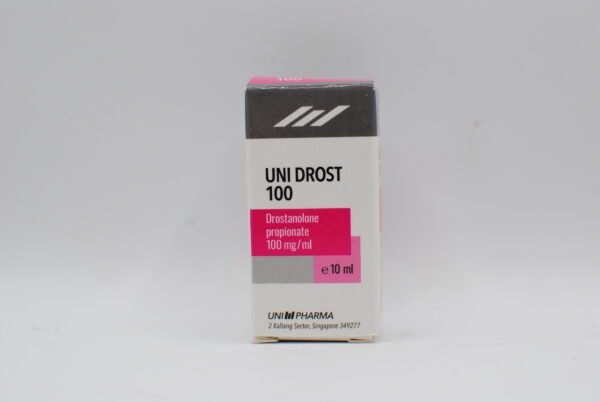 UNI DROST
100
Drostanolone
propionate
100 mg/ml
℮ 10 ml
UNI PHARMA
2 Kallang Sector, Singapore 349277